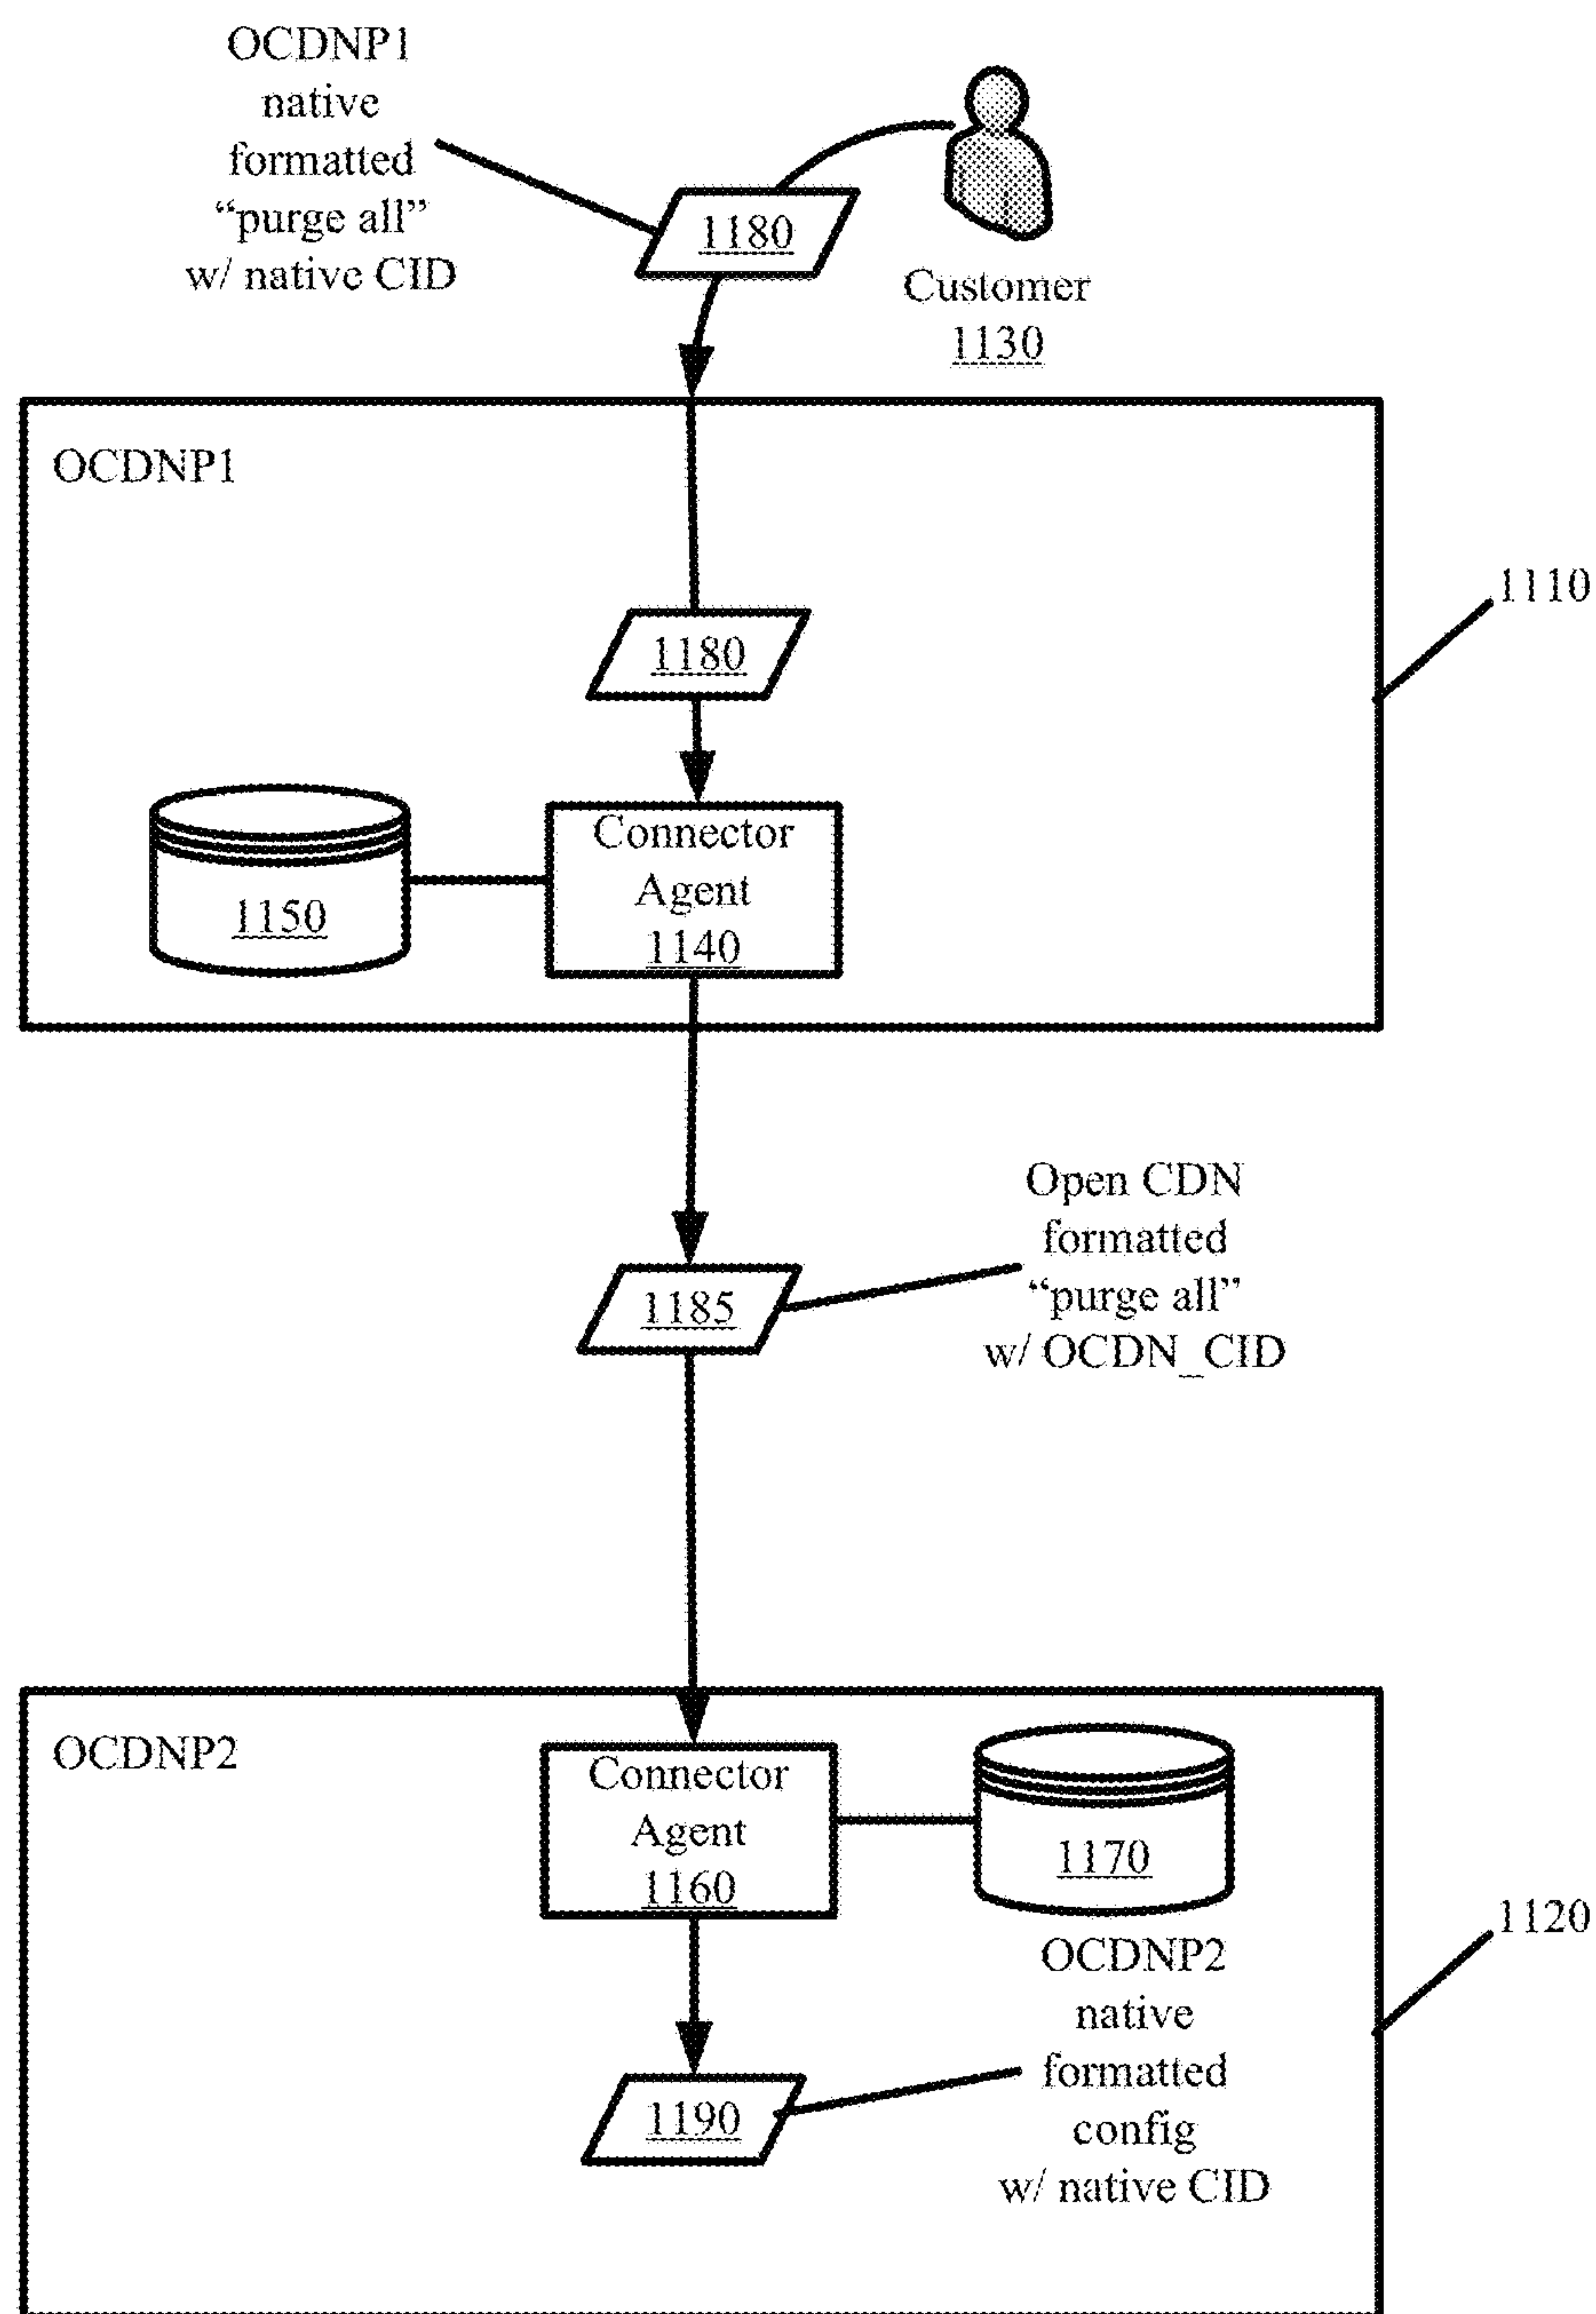 OCDNP1
native
formatted
“purge all”
w/ native CID
1180
Customer
1130
OCDNP1
1110
1180
Connector
Agent
1140
1150
Open CDN
formatted
“purge all”
w/ OCDN_CID
1185
OCDNP2
Connector
Agent
1160
1170
1120
OCDNP2
native
formatted
config
w/ native CID
1190